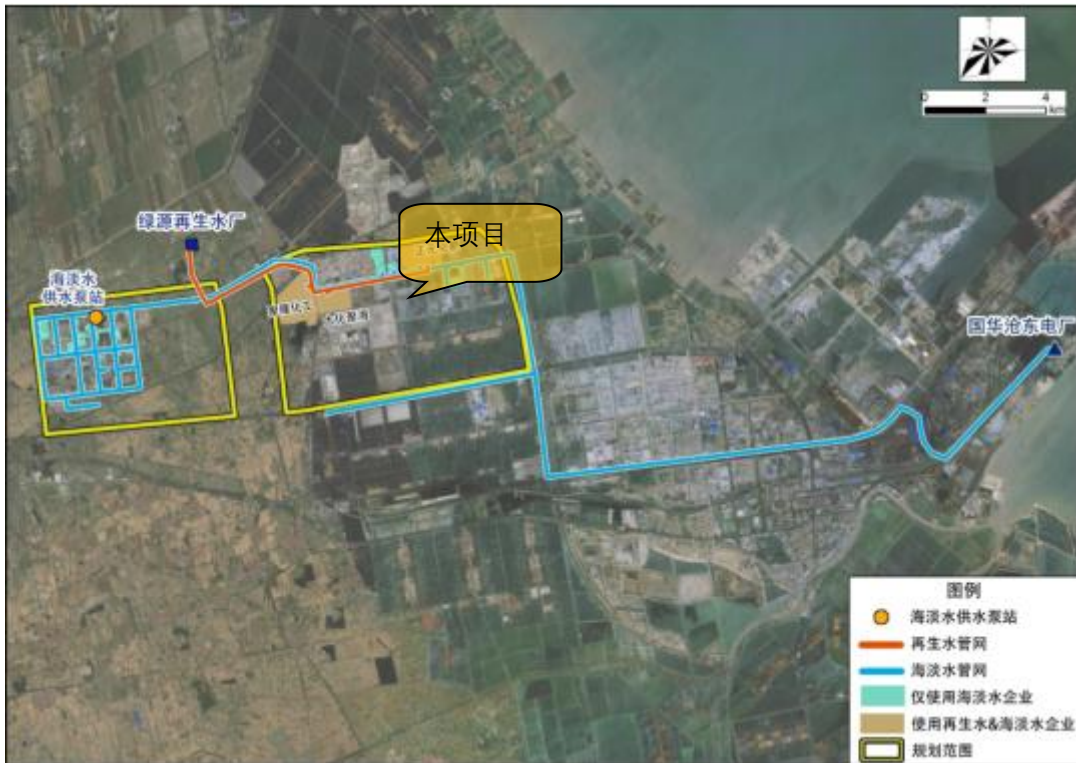 0 2 4
km
绿源再生水厂
本项目
海淡水
供水泵站
国华沧东电厂
图例
海淡水供水泵站
再生水管网
海淡水管网
仅使用海淡水企业
使用再生水&海淡水企业
规划范围